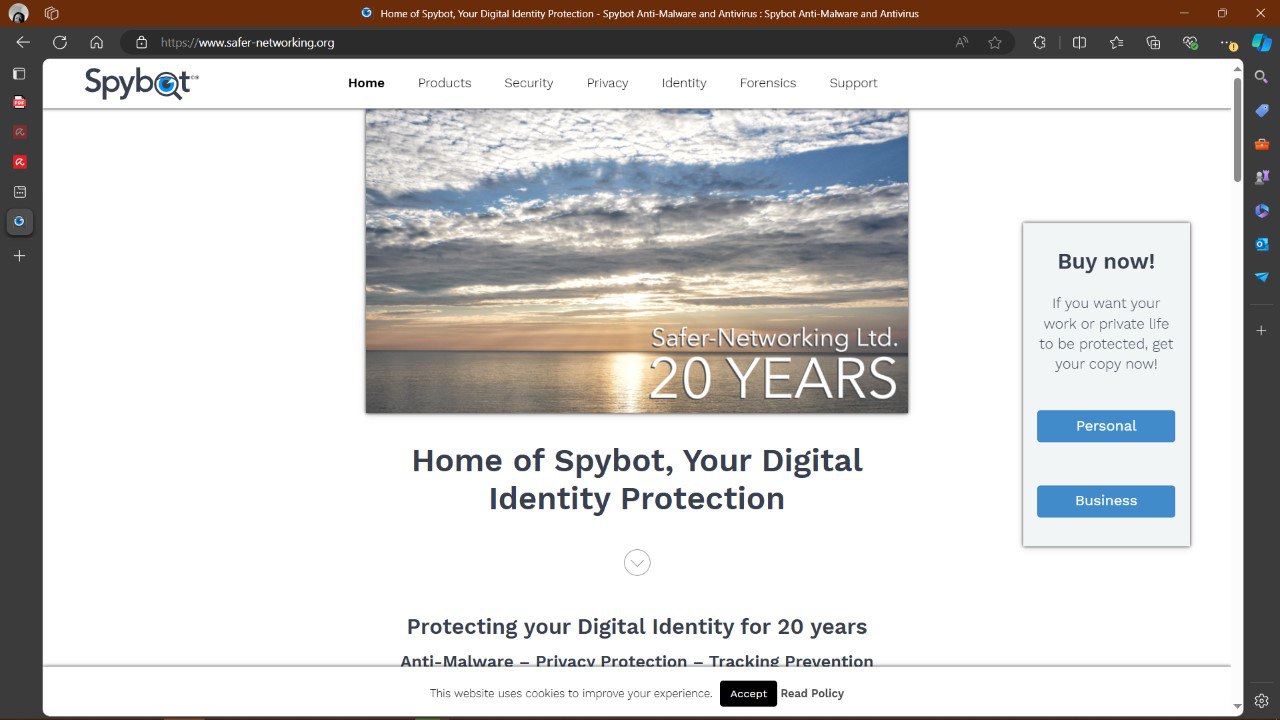 Home of Spybot, Your Digital Identity Protection - Spybot Anti-Malware and Antivirus : Spybot Anti-Malware and Antivirus
https://www.safer-networking.org
Spybot
Home Products Security Privacy Identity Forensics Support
Safer-Networking Ltd.
20 YEARS
Buy now!
If you want your
work or private life
to be protected, get
your copy now!
Personal
Business
Home of Spybot, Your Digital
Identity Protection
Protecting your Digital Identity for 20 years
Anti-Malware – Privacy Protection – Tracking Prevention
This website uses cookies to improve your experience. Accept Read Policy